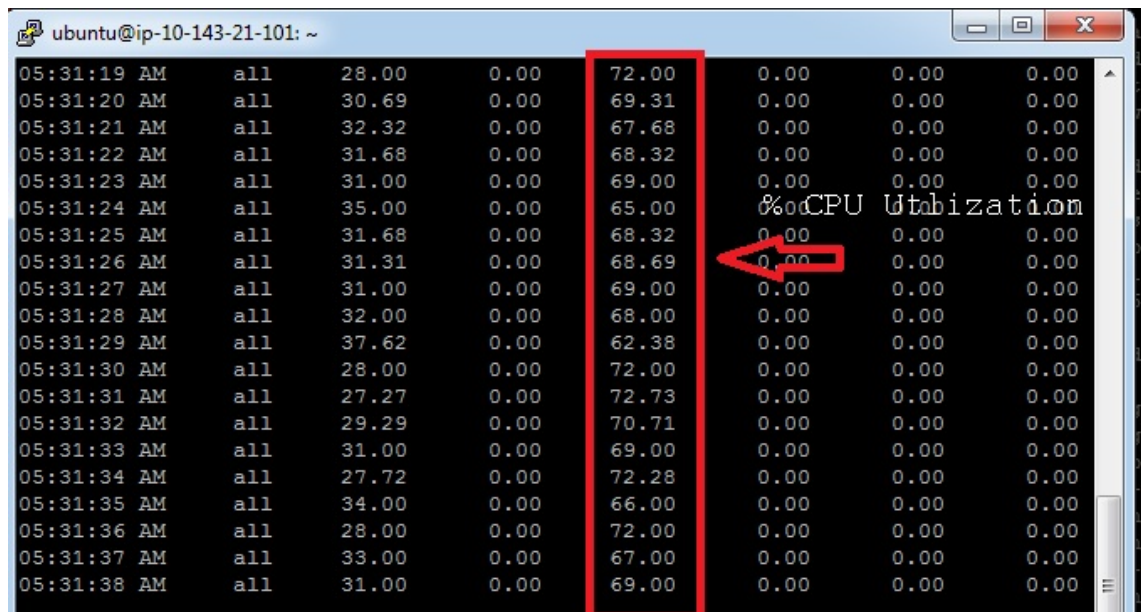 ubuntu@ip-10-143-21-101: ~
05:31:19 AM all 28.00 0.00 72.00 0.00 0.00 0.00
05:31:20 AM all 30.69 0.00 69.31 0.00 0.00 0.00
05:31:21 AM all 32.32 0.00 67.68 0.00 0.00 0.00
05:31:22 AM all 31.68 0.00 68.32 0.00 0.00 0.00
05:31:23 AM all 31.00 0.00 69.00 0.00 0.00 0.00
% CPU Utlization
05:31:24 AM all 35.00 0.00 65.00
05:31:25 AM all 31.68 0.00 68.32 0.00 0.00 0.00
05:31:26 AM all 31.31 0.00 68.69 0.00 0.00 0.00
05:31:27 AM all 31.00 0.00 69.00 0.00 0.00 0.00
05:31:28 AM all 32.00 0.00 68.00 0.00 0.00 0.00
05:31:29 AM all 37.62 0.00 62.38 0.00 0.00 0.00
05:31:30 AM all 28.00 0.00 72.00 0.00 0.00 0.00
05:31:31 AM all 27.27 0.00 72.73 0.00 0.00 0.00
05:31:32 AM all 29.29 0.00 70.71 0.00 0.00 0.00
05:31:33 AM all 31.00 0.00 69.00 0.00 0.00 0.00
05:31:34 AM all 27.72 0.00 72.28 0.00 0.00 0.00
05:31:35 AM all 34.00 0.00 66.00 0.00 0.00 0.00
05:31:36 AM all 28.00 0.00 72.00 0.00 0.00 0.00
05:31:37 AM all 33.00 0.00 67.00 0.00 0.00 0.00
05:31:38 AM all 31.00 0.00 69.00 0.00 0.00 0.00